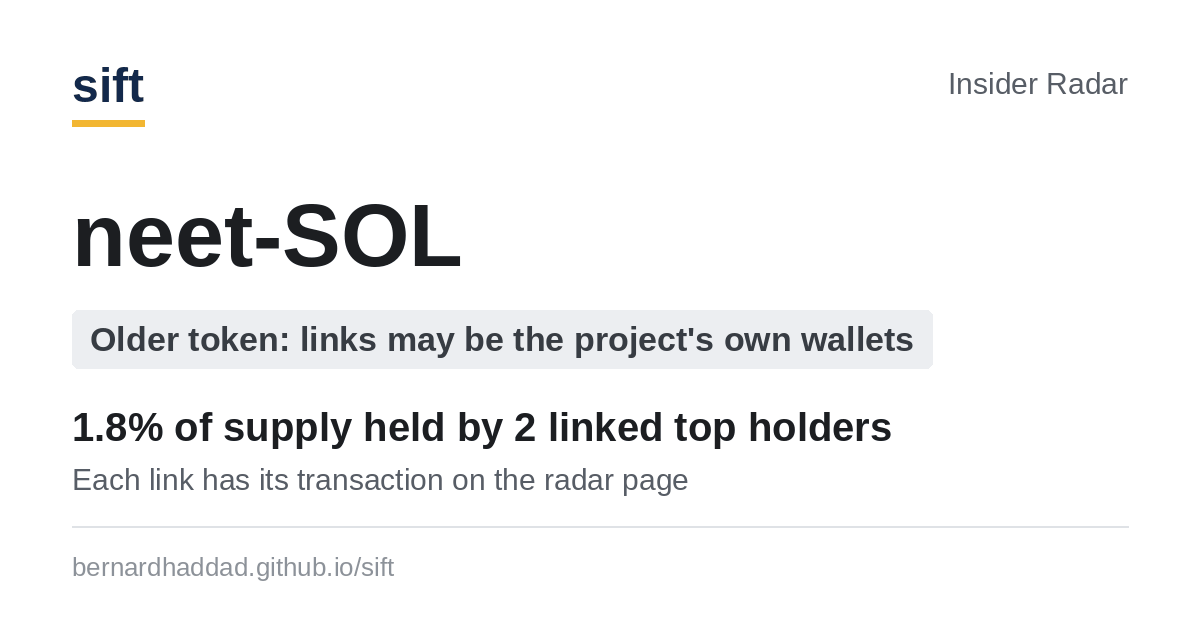 sift
Insider Radar
neet-SOL
Older token: links may be the project's own wallets
1.8% of supply held by 2 linked top holders
Each link has its transaction on the radar page
bernardhaddad.github.io/sift